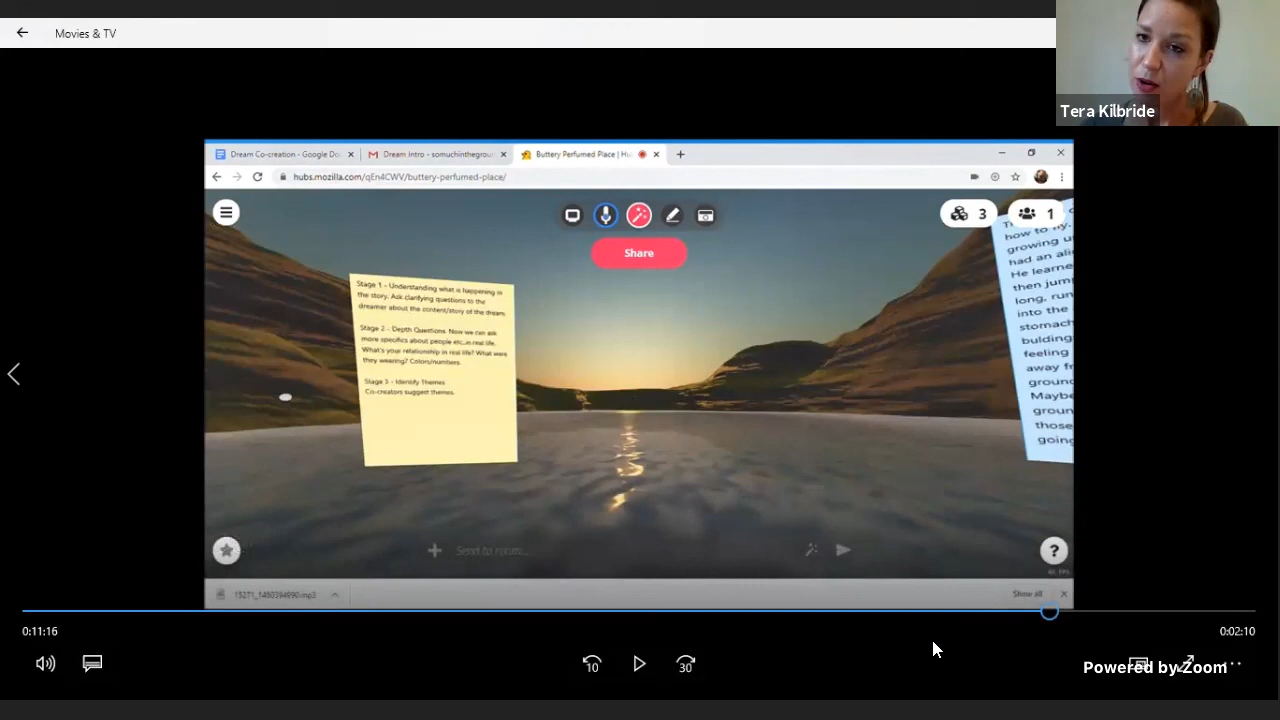 Movies & TV
Tera Kilbride
Dream Co-creation - Google Do
Dream Intro - somuchinthegrou
Buttery Perfumed Place | Hu
hubs.mozilla.com/qEn4CWV/buttery-perfumed-place/
3
1
Share
Stage 1 - Understanding what is happening in
the story. Ask clarifying questions to the
dreamer about the content/story of the dream.
Stage 2 - Depth Questions. Now we can ask
more specifics about people etc..in real life.
What's your relationship in real life? What were
they wearing? Colors/numbers.
Stage 3 - Identify Themes
Co-creators suggest themes.
how to fly.
growing u
had an ali
He learne
then jump
long, run
into the
stomach
bulding
feeling
away fr
ground
Maybe
groun
those
going
Send to room...
?
15271_1460394990.mp3
Show all
0:11:16
0:02:10
10
30
Powered by Zoom